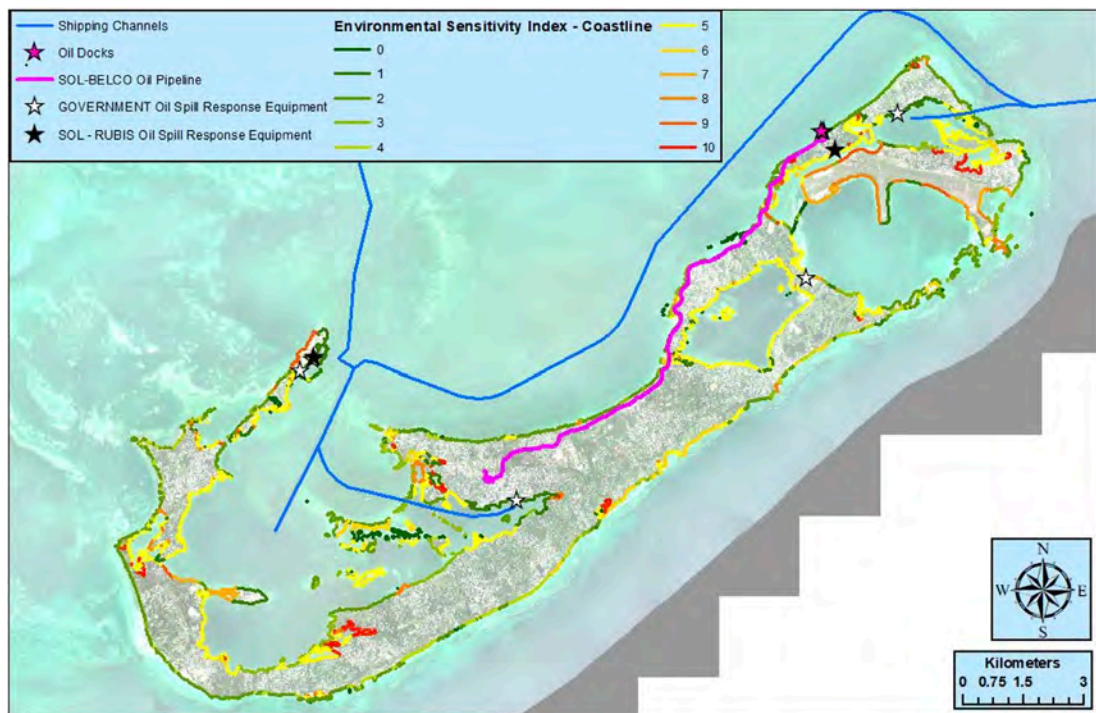 Shipping Channels
Oil Docks
SOL-BELCO Oil Pipeline
GOVERNMENT Oil Spill Response Equipment
SOL - RUBIS Oil Spill Response Equipment
Environmental Sensitivity Index - Coastline
0
1
2
3
4
5
6
7
8
9
10
N
W E
S
Kilometers
0 0.75 1.5 3